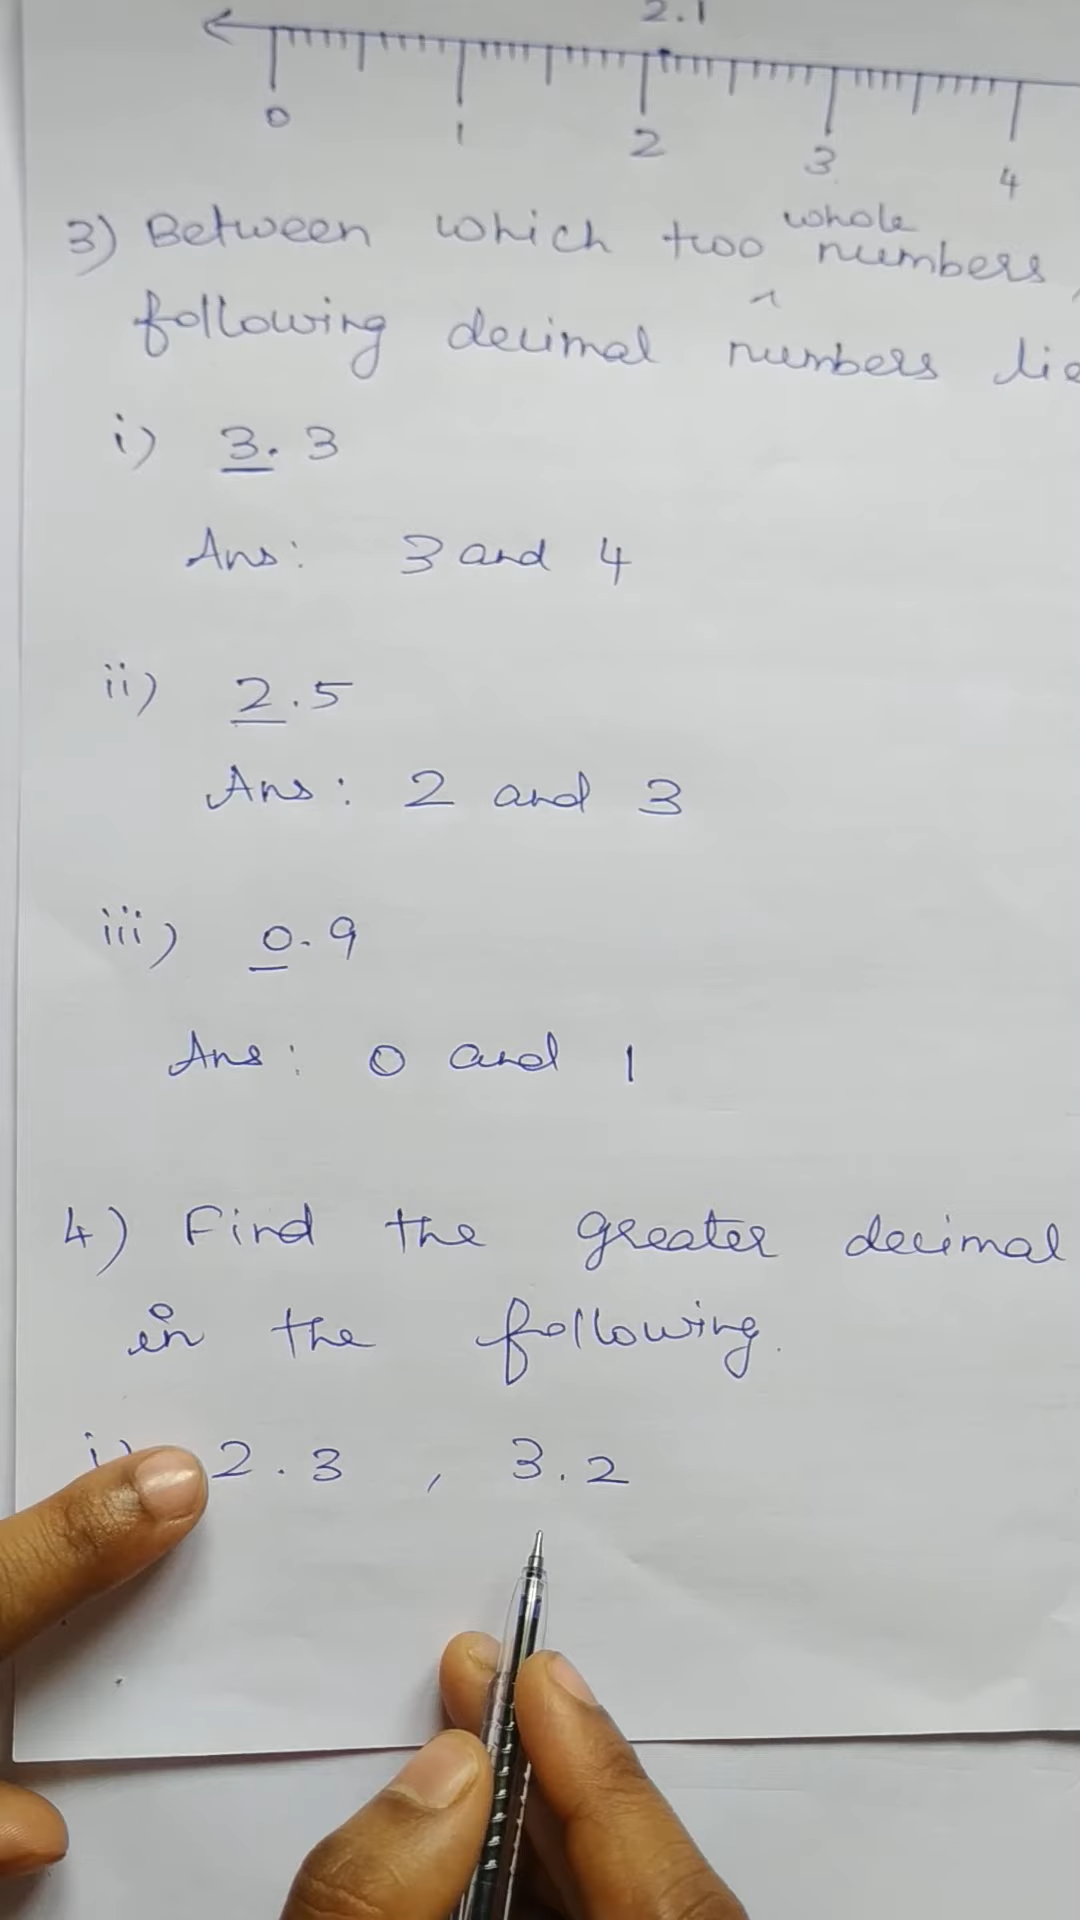 2.1
0 1 2 3 4
whole
3) Between which two ^ numbers,
following decimal numbers lie
i) 3.3
Ans: 3 and 4
ii) 2.5
Ans: 2 and 3
iii) 0.9
Ans: 0 and 1
4) Find the greater decimal
in the following.
i) 2.3 , 3.2